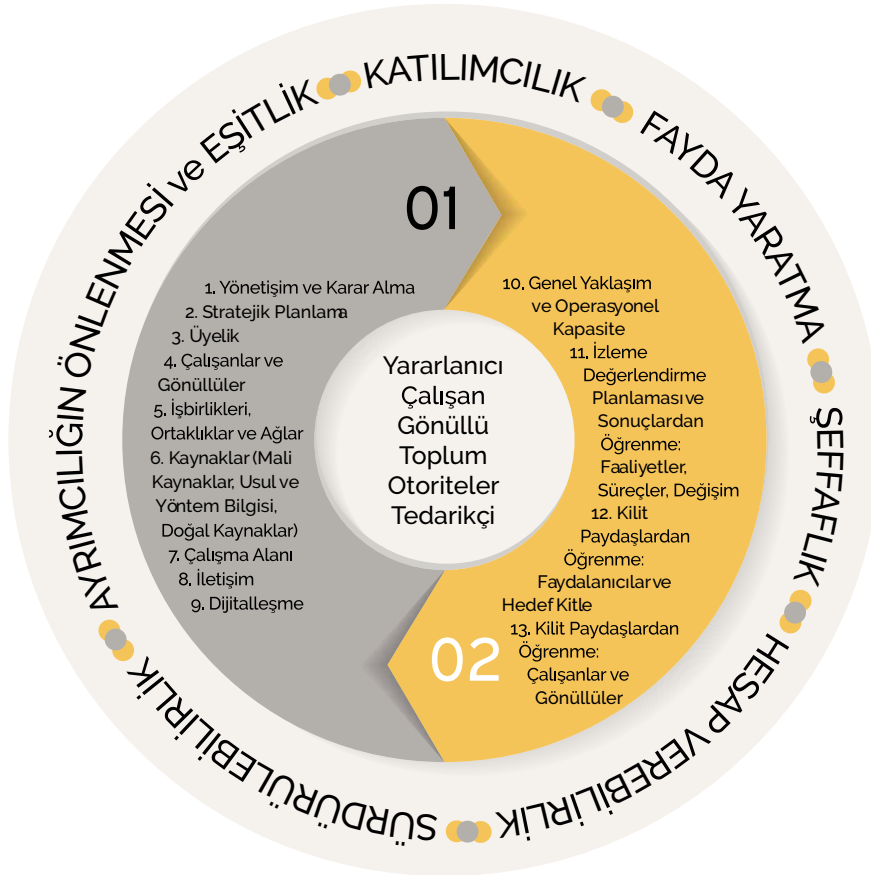 AYRIMCILIĞIN ÖNLENMESİ ve EŞİTLİK
KATILIMCILIK
FAYDA YARATMA
ŞEFFAFLIK
HESAP VEREBİLİRLİK
SÜRDÜRÜLEBİLİRLİK
01
1. Yönetişim ve Karar Alma
2. Stratejik Planlama
3. Üyelik
4. Çalışanlar ve
Gönüllüler
5. İşbirlikleri,
Ortaklıklar ve Ağlar
6. Kaynaklar (Mali
Kaynaklar, Usul ve
Yöntem Bilgisi,
Doğal Kaynaklar)
7. Çalışma Alanı
8. İletişim
9. Dijitalleşme
Yararlanıcı
Çalışan
Gönüllü
Toplum
Otoriteler
Tedarikçi
10. Genel Yaklaşım
ve Operasyonel
Kapasite
11. İzleme
Değerlendirme
Planlaması ve
Sonuçlardan
Öğrenme:
Faaliyetler,
Süreçler, Değişim
12. Kilit
Paydaşlardan
Öğrenme:
Faydalanıcılar ve
Hedef Kitle
13. Kilit Paydaşlardan
Öğrenme:
Çalışanlar ve
Gönüllüler
02